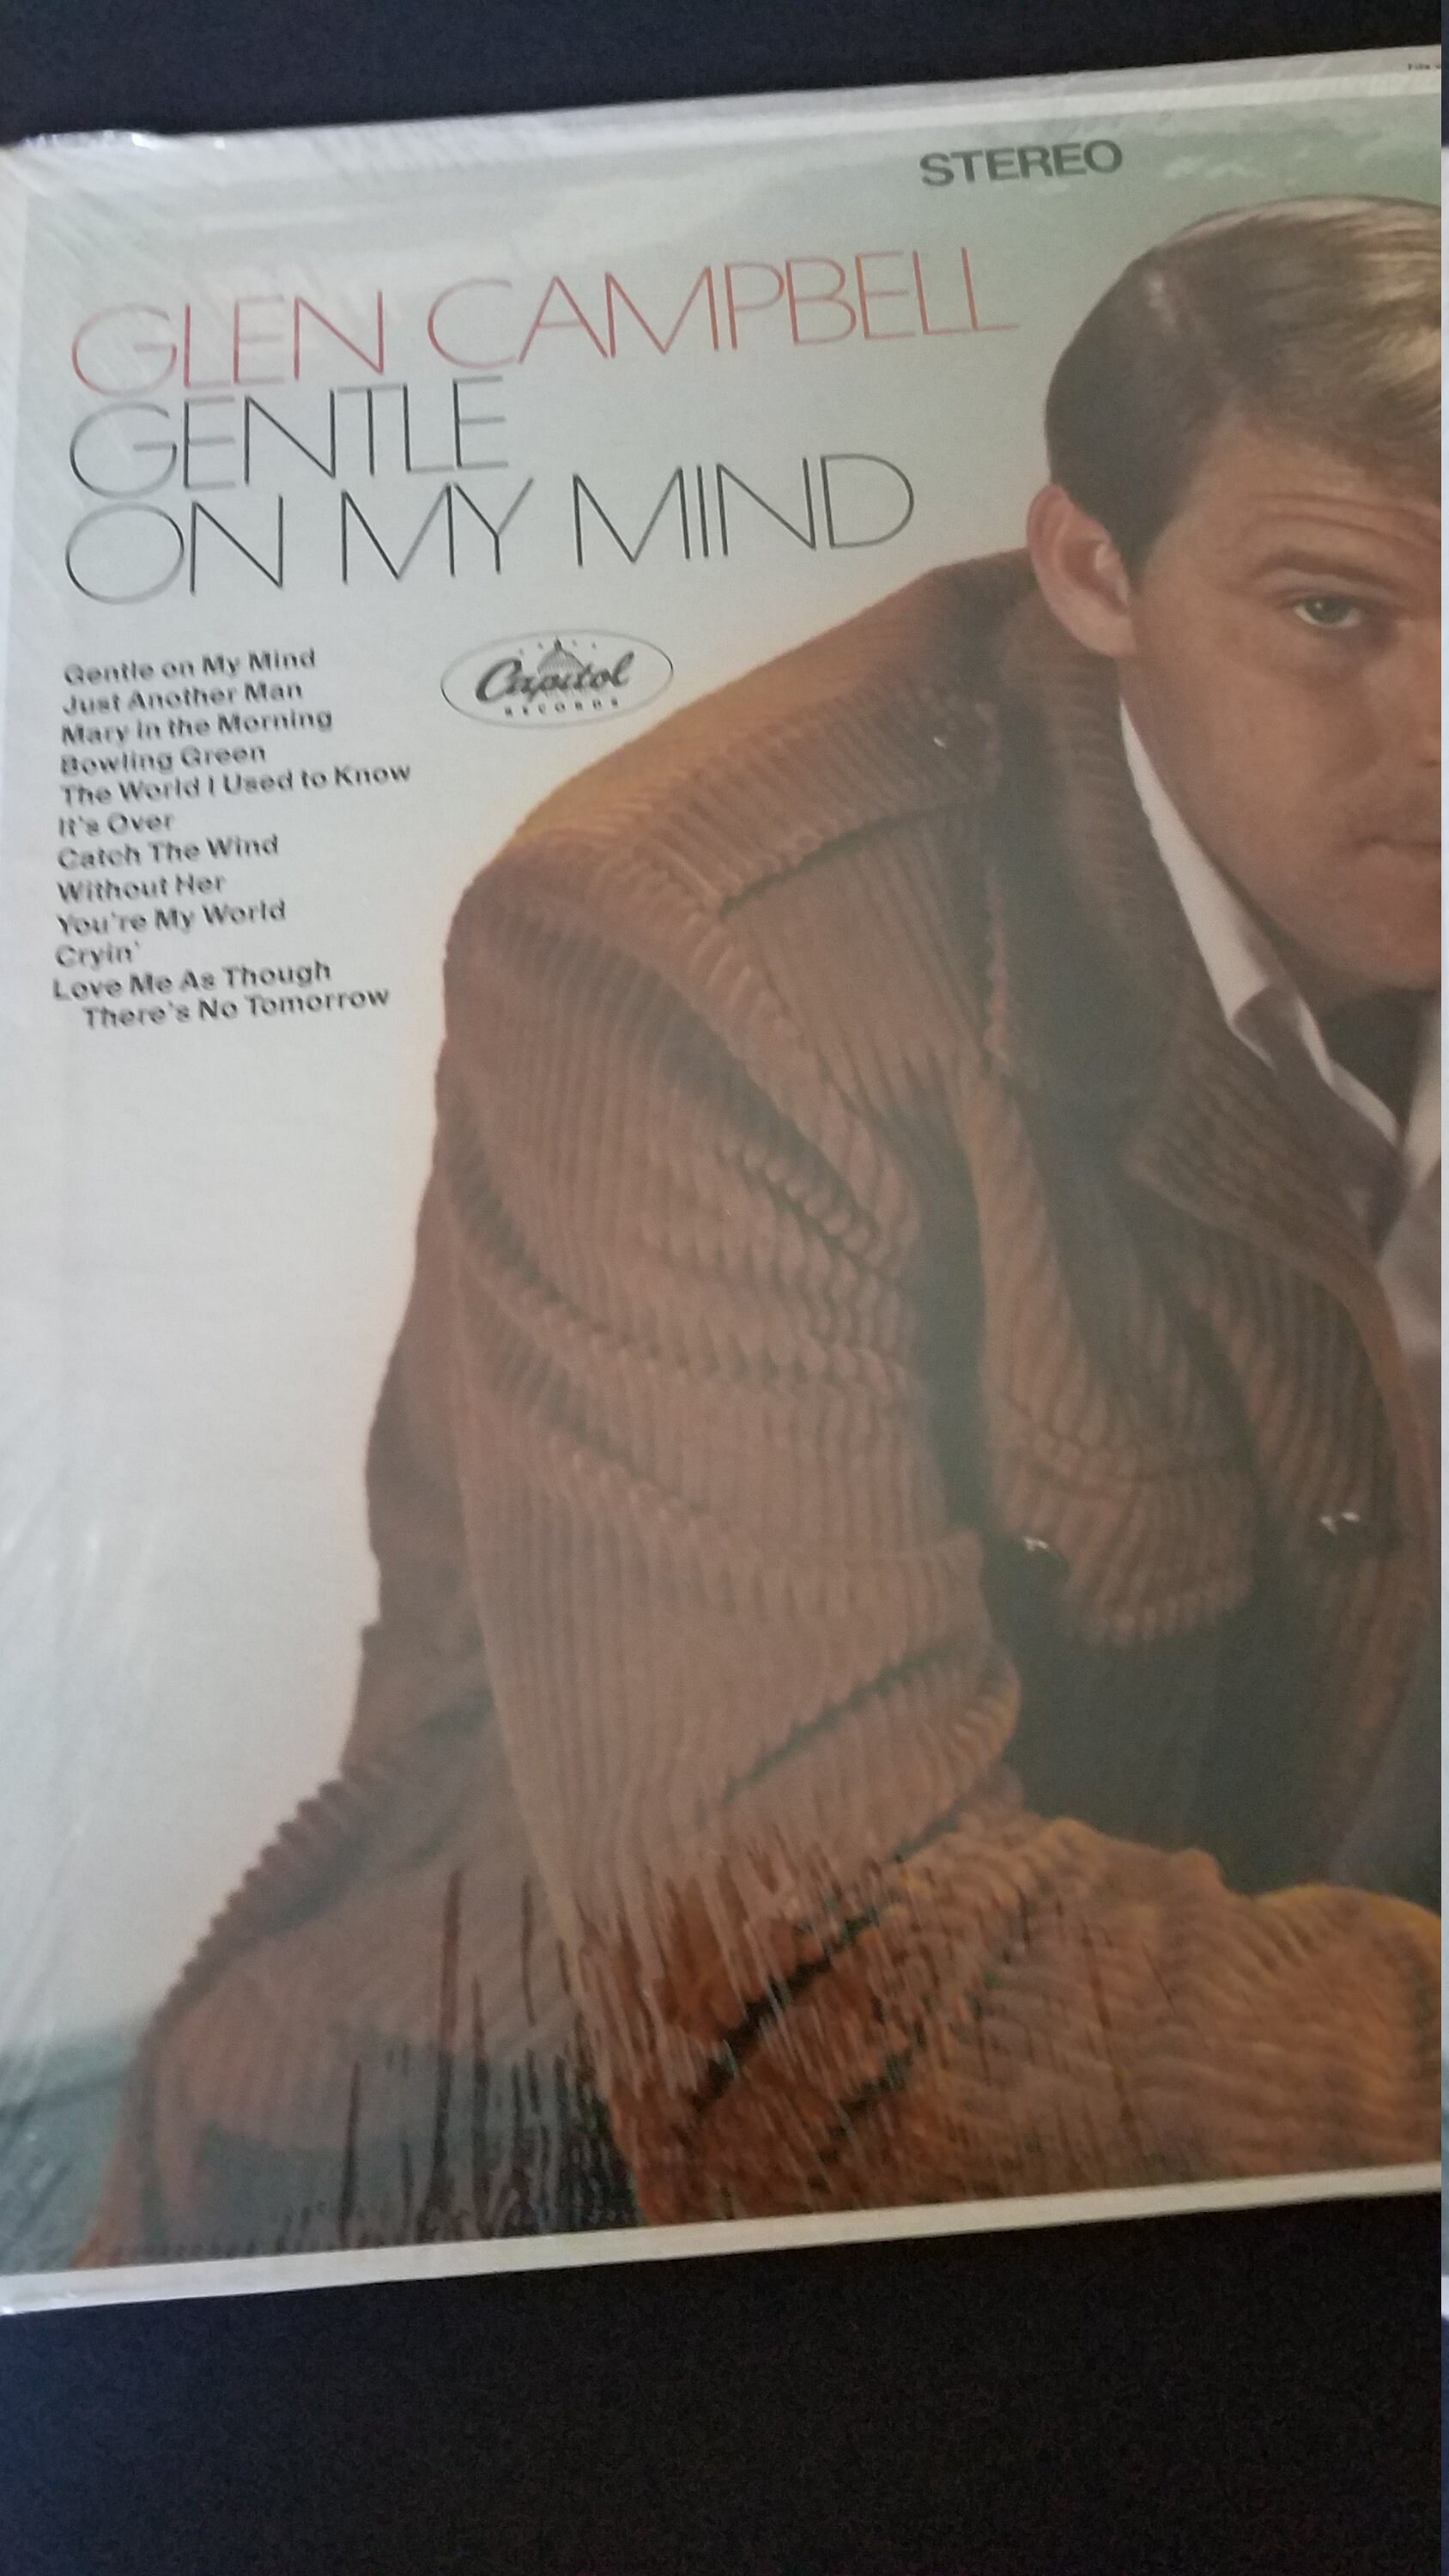 STEREO
GLEN CAMPBELL
GENTLE
ON MY MIND
Gentle on My Mind
Just Another Man
Mary in the Morning
Bowling Green
The World I Used to Know
It's Over
Catch The Wind
Without Her
You're My World
Cryin'
Love Me As Though
There's No Tomorrow
Capitol
RECORDS